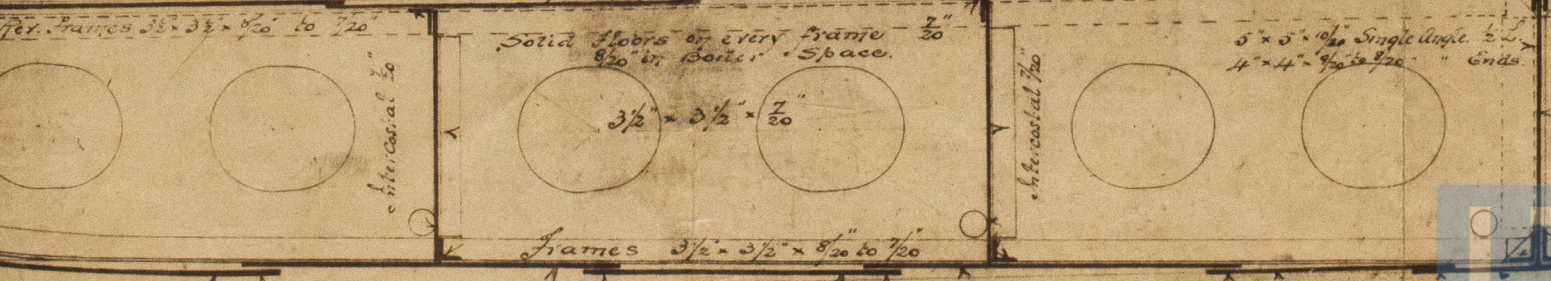 Frames 3½" × 3½" × 8/20" to 7/20"
Intercostal 7/20"
Solid Floors on every frame 7/20"
8/20" in Boiler Space.
3½" × 3½" × 7/20"
Frames 3½" × 3½" × 8/20" to 7/20"
Intercostal 7/20"
5" × 5" × 10/20" Single Angle. ½ L.
4" × 4" × 9/20" to 8/20" " Ends.